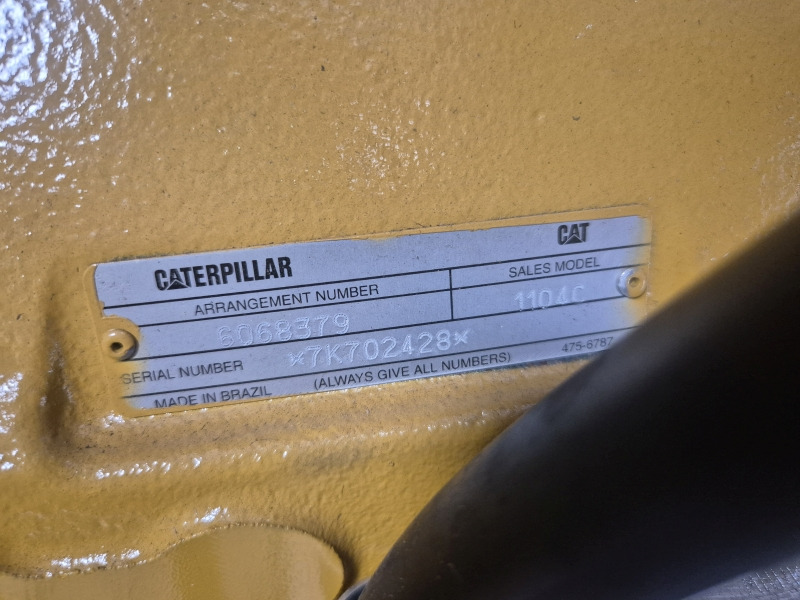 CATERPILLAR CAT
ARRANGEMENT NUMBER SALES MODEL
6068379 1104C
SERIAL NUMBER *7K702428*
MADE IN BRAZIL (ALWAYS GIVE ALL NUMBERS) 475-6787